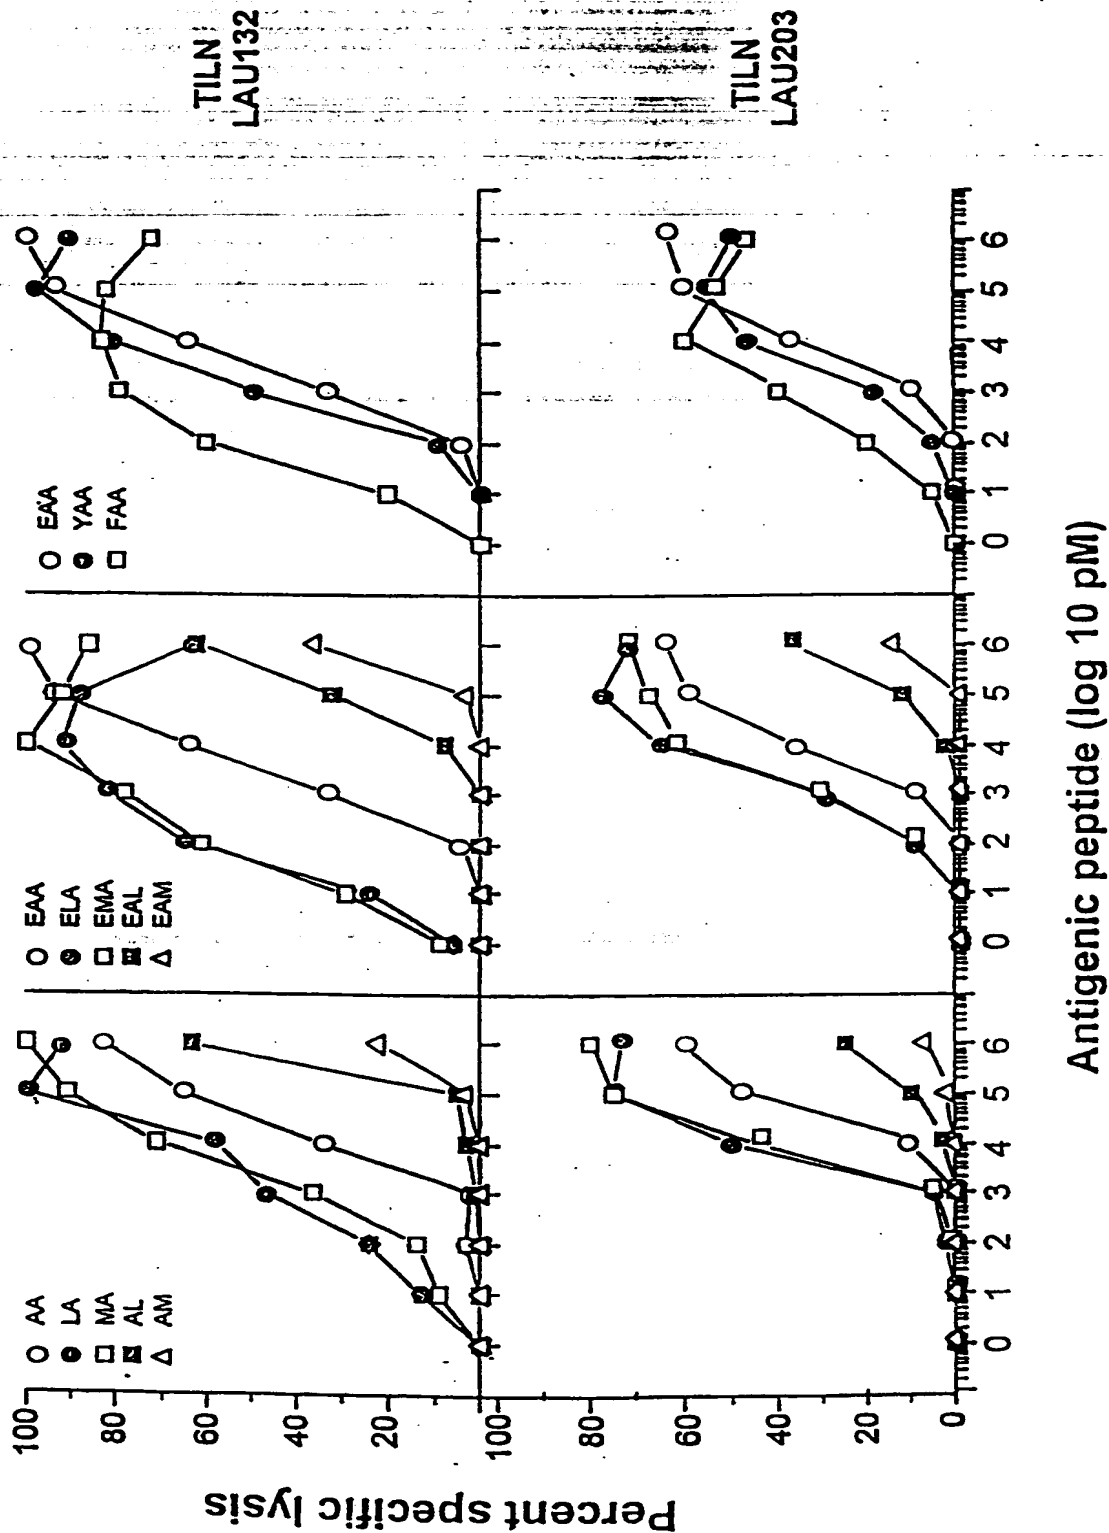 Percent specific lysis
100
80
60
40
20
AA
LA
MA
AL
AM
EAA
ELA
EMA
EAL
EAM
EAA
YAA
FAA
TILN
LAU132
100
80
60
40
20
0
TILN
LAU203
0 1 2 3 4 5 6
0 1 2 3 4 5 6
0 1 2 3 4 5 6
Antigenic peptide (log 10 pM)